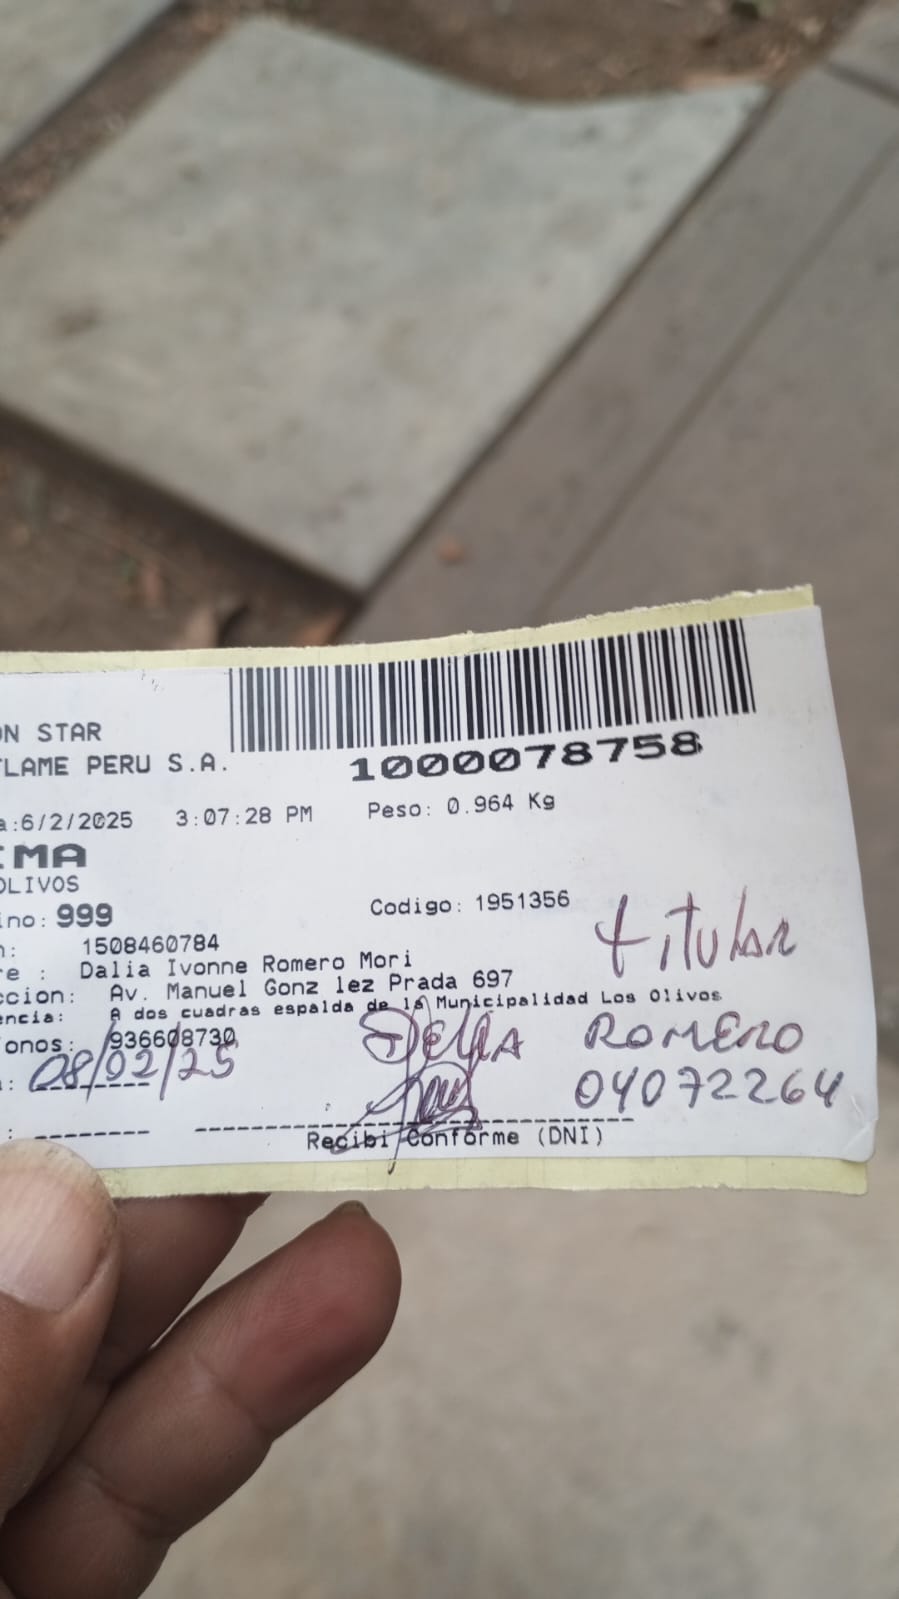 ON STAR
FLAME PERU S.A.
1000078758
a:6/2/2025 3:07:28 PM Peso: 0.964 Kg
IMA
OLIVOS
ino: 999 Codigo: 1951356
titular
n: 1508460784
re : Dalia Ivonne Romero Mori
ccion: Av. Manuel Gonz lez Prada 697
encia: A dos cuadras espalda de la Municipalidad Los Olivos
onos: 936608730
ROMERO
: 08/02/25
04072264
Recibi Conforme (DNI)